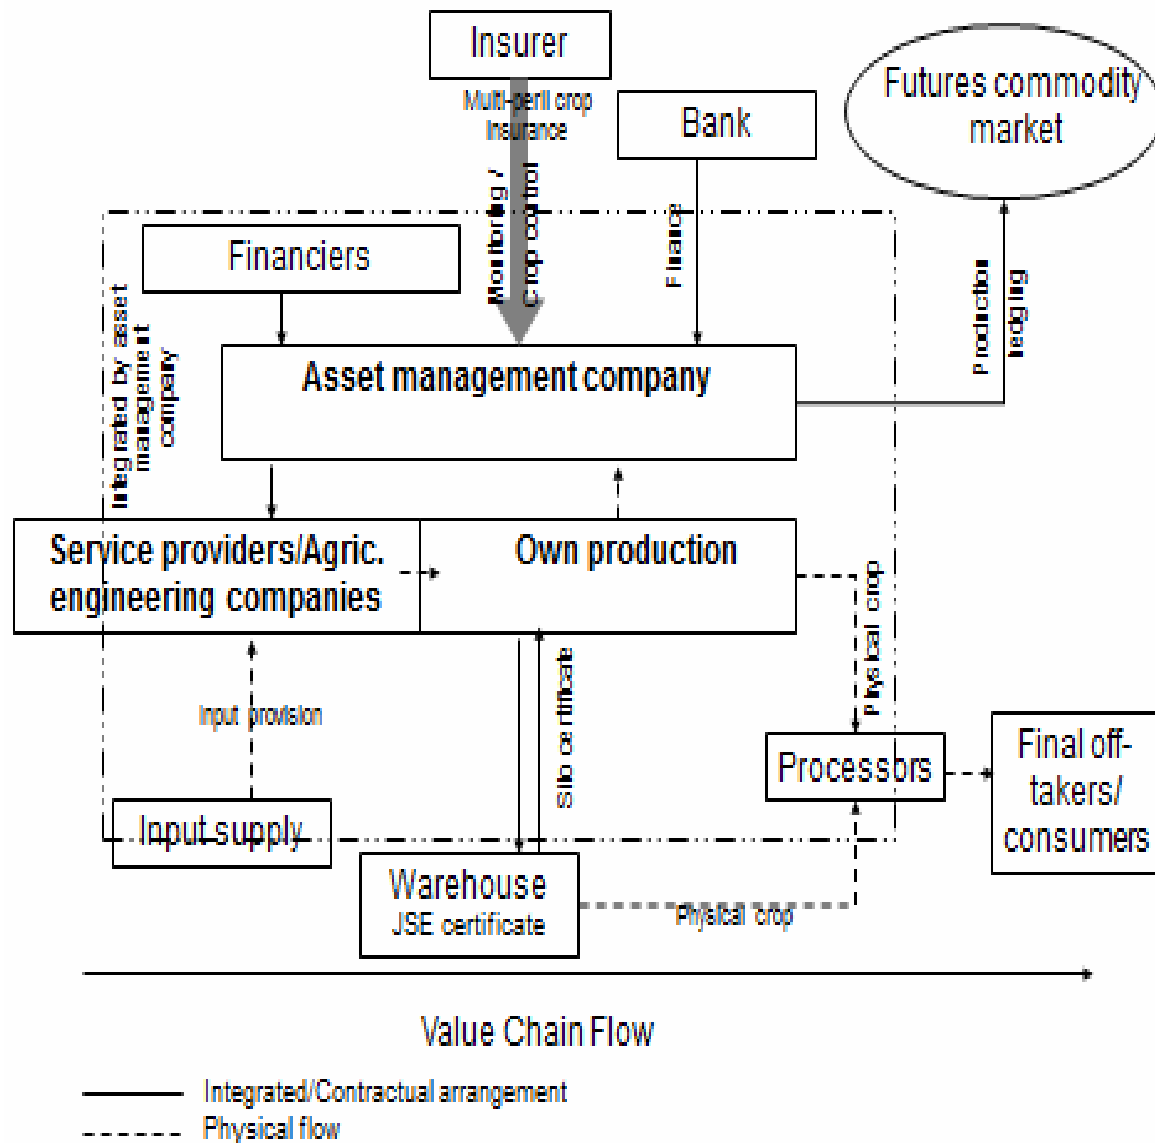 Insurer
Futures commodity
market
Multi-peril crop
insurance
Bank
Monitoring /
Crop control
Finance
Financiers
Production
hedging
Integrated by asset
management
company
Asset management company
Service providers/Agric.
engineering companies
Own production
Physical crop
Silo certificate
Input provision
Processors
Final off-
takers/
consumers
Input supply
Warehouse
JSE certificate
Physical crop
Value Chain Flow
Integrated/Contractual arrangement
Physical flow